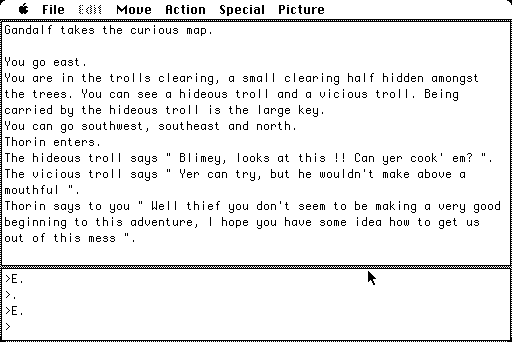 File Edit Move Action Special Picture
Gandalf takes the curious map.
You go east.
You are in the trolls clearing, a small clearing half hidden amongst
the trees. You can see a hideous troll and a vicious troll. Being
carried by the hideous troll is the large key.
You can go southwest, southeast and north.
Thorin enters.
The hideous troll says " Blimey, looks at this !! Can yer cook' em? ".
The vicious troll says " Yer can try, but he wouldn't make above a
mouthful ".
Thorin says to you " Well thief you don't seem to be making a very good
beginning to this adventure, I hope you have some idea how to get us
out of this mess ".
>E.
>.
>E.
>